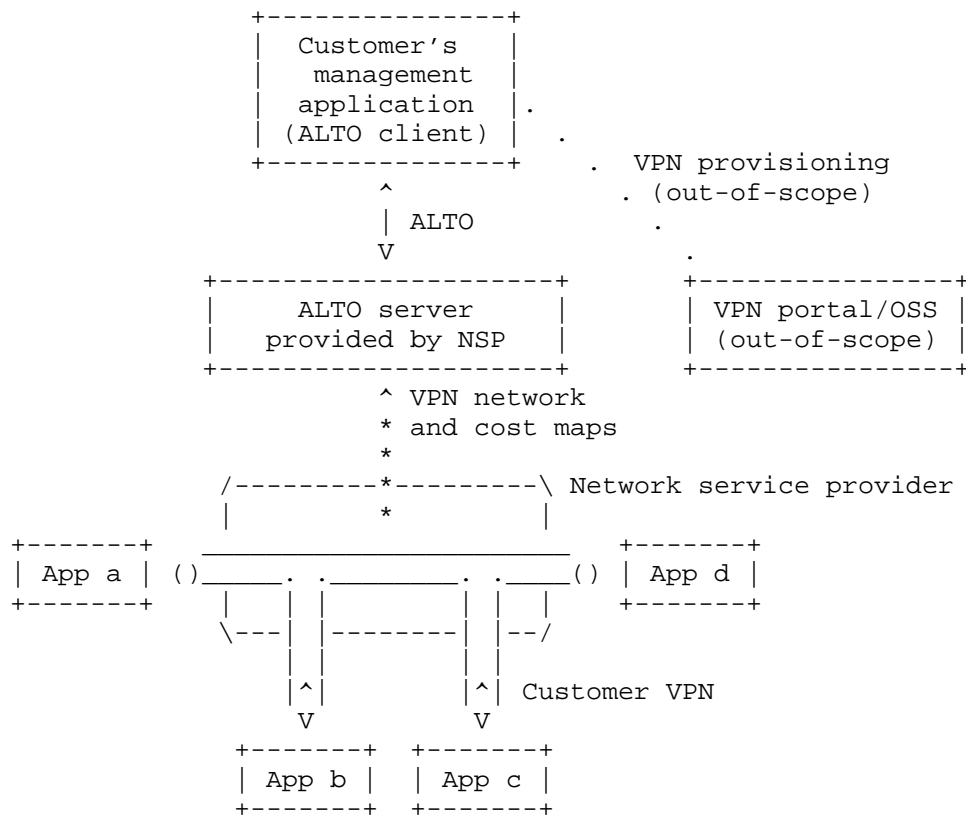 Customer's
management
application
(ALTO client)
VPN provisioning
(out-of-scope)
ALTO
ALTO server
provided by NSP
VPN portal/OSS
(out-of-scope)
VPN network
and cost maps
Network service provider
App a
App d
Customer VPN
App b
App c